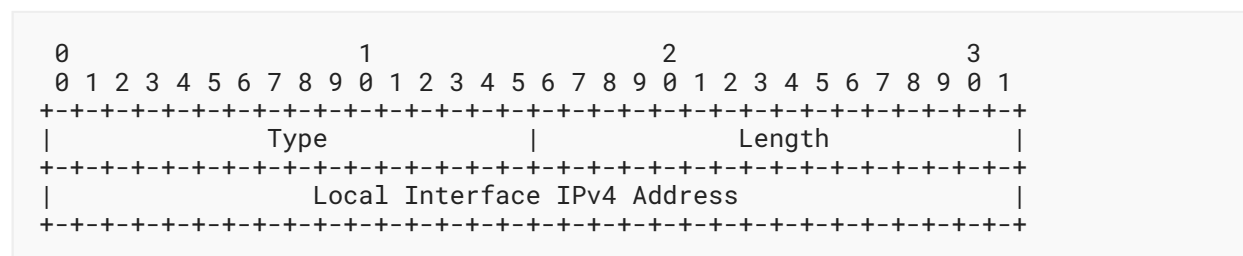 0                   1                   2                   3
 0 1 2 3 4 5 6 7 8 9 0 1 2 3 4 5 6 7 8 9 0 1 2 3 4 5 6 7 8 9 0 1
+-+-+-+-+-+-+-+-+-+-+-+-+-+-+-+-+-+-+-+-+-+-+-+-+-+-+-+-+-+-+-+-+
|              Type             |             Length            |
+-+-+-+-+-+-+-+-+-+-+-+-+-+-+-+-+-+-+-+-+-+-+-+-+-+-+-+-+-+-+-+-+
|                 Local Interface IPv4 Address                  |
+-+-+-+-+-+-+-+-+-+-+-+-+-+-+-+-+-+-+-+-+-+-+-+-+-+-+-+-+-+-+-+-+